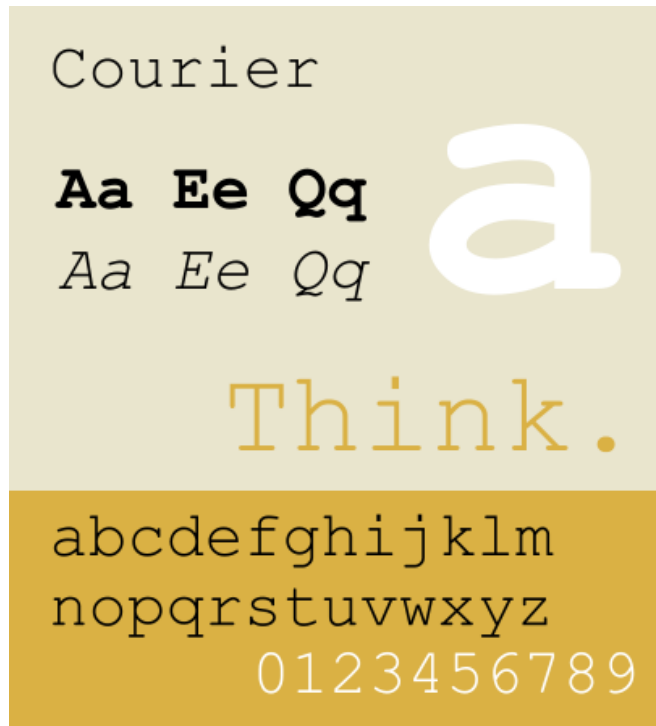 Courier
Aa Ee Qq
a
Aa Ee Qq
Think.
abcdefghijklm
nopqrstuvwxyz
0123456789